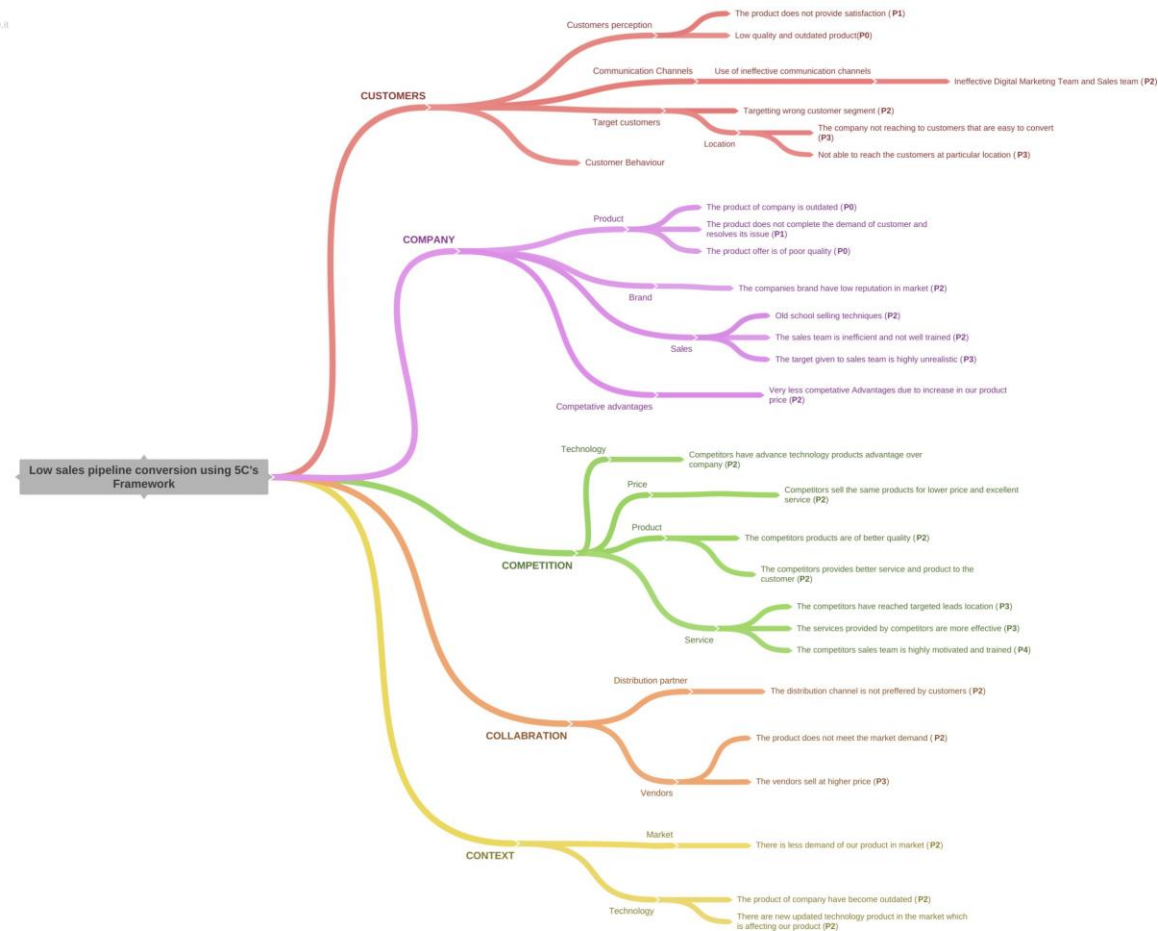 .it
Low sales pipeline conversion using 5C's
Framework
CUSTOMERS
Customers perception
The product does not provide satisfaction (P1)
Low quality and outdated product(P0)
Communication Channels
Use of ineffective communication channels
Ineffective Digital Marketing Team and Sales team (P2)
Target customers
Targetting wrong customer segment (P2)
Location
The company not reaching to customers that are easy to convert
(P3)
Not able to reach the customers at particular location (P3)
Customer Behaviour
COMPANY
Product
The product of company is outdated (P0)
The product does not complete the demand of customer and
resolves its issue (P1)
The product offer is of poor quality (P0)
Brand
The companies brand have low reputation in market (P2)
Sales
Old school selling techniques (P2)
The sales team is inefficient and not well trained (P2)
The target given to sales team is highly unrealistic (P3)
Competative advantages
Very less competative Advantages due to increase in our product
price (P2)
COMPETITION
Technology
Competitors have advance technology products advantage over
company (P2)
Price
Competitors sell the same products for lower price and excellent
service (P2)
Product
The competitors products are of better quality (P2)
The competitors provides better service and product to the
customer (P2)
Service
The competitors have reached targeted leads location (P3)
The services provided by competitors are more effective (P3)
The competitors sales team is highly motivated and trained (P4)
COLLABRATION
Distribution partner
The distribution channel is not preffered by customers (P2)
Vendors
The product does not meet the market demand (P2)
The vendors sell at higher price (P3)
CONTEXT
Market
There is less demand of our product in market (P2)
Technology
The product of company have become outdated (P2)
There are new updated technology product in the market which
is affecting our product (P2)